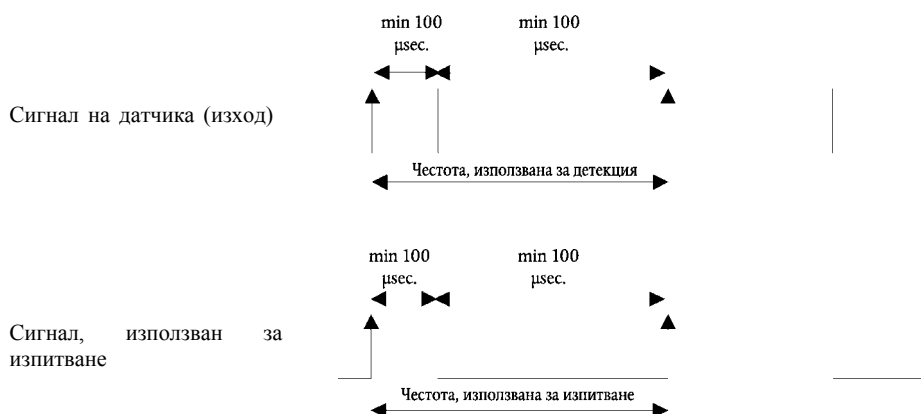 min 100 min 100
µsec. µsec.
Сигнал на датчика (изход)
Честота, използвана за детекция
min 100 min 100
µsec. µsec.
Сигнал, използван за
изпитване
Честота, използвана за изпитване